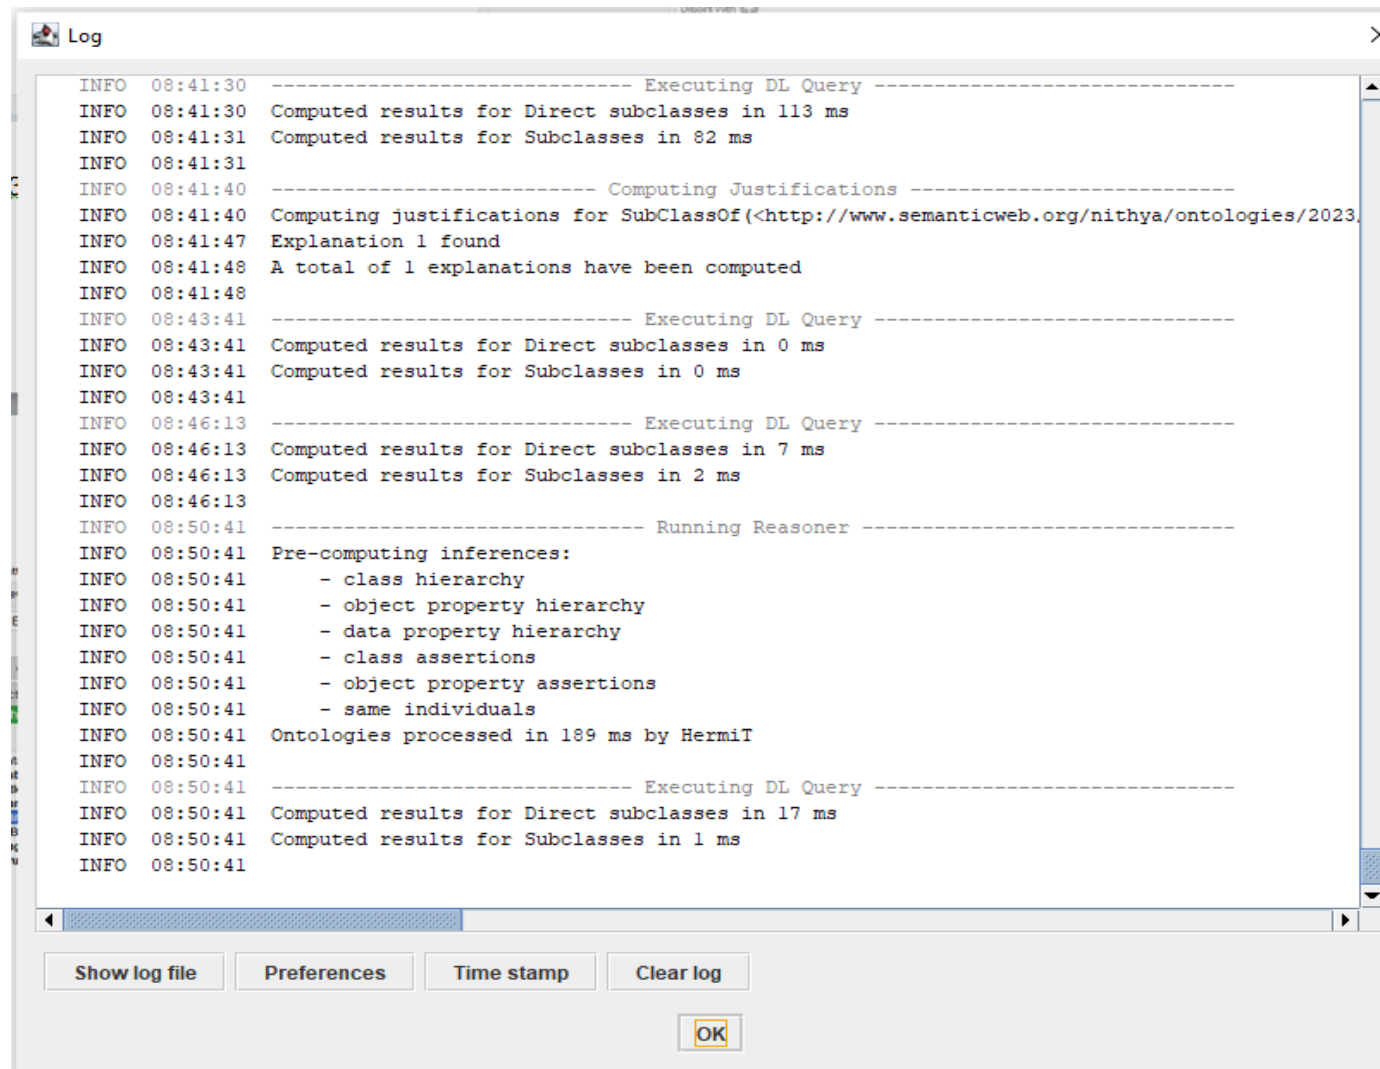 Log
INFO 08:41:30 ------------------------------ Executing DL Query ------------------------------
INFO 08:41:30 Computed results for Direct subclasses in 113 ms
INFO 08:41:31 Computed results for Subclasses in 82 ms
INFO 08:41:31
INFO 08:41:40 --------------------------- Computing Justifications ---------------------------
INFO 08:41:40 Computing justifications for SubClassOf(<http://www.semanticweb.org/nithya/ontologies/2023,
INFO 08:41:47 Explanation 1 found
INFO 08:41:48 A total of 1 explanations have been computed
INFO 08:41:48
INFO 08:43:41 ------------------------------ Executing DL Query ------------------------------
INFO 08:43:41 Computed results for Direct subclasses in 0 ms
INFO 08:43:41 Computed results for Subclasses in 0 ms
INFO 08:43:41
INFO 08:46:13 ------------------------------ Executing DL Query ------------------------------
INFO 08:46:13 Computed results for Direct subclasses in 7 ms
INFO 08:46:13 Computed results for Subclasses in 2 ms
INFO 08:46:13
INFO 08:50:41 ------------------------------- Running Reasoner -------------------------------
INFO 08:50:41 Pre-computing inferences:
INFO 08:50:41 - class hierarchy
INFO 08:50:41 - object property hierarchy
INFO 08:50:41 - data property hierarchy
INFO 08:50:41 - class assertions
INFO 08:50:41 - object property assertions
INFO 08:50:41 - same individuals
INFO 08:50:41 Ontologies processed in 189 ms by HermiT
INFO 08:50:41
INFO 08:50:41 ------------------------------ Executing DL Query ------------------------------
INFO 08:50:41 Computed results for Direct subclasses in 17 ms
INFO 08:50:41 Computed results for Subclasses in 1 ms
INFO 08:50:41
Show log file Preferences Time stamp Clear log
OK